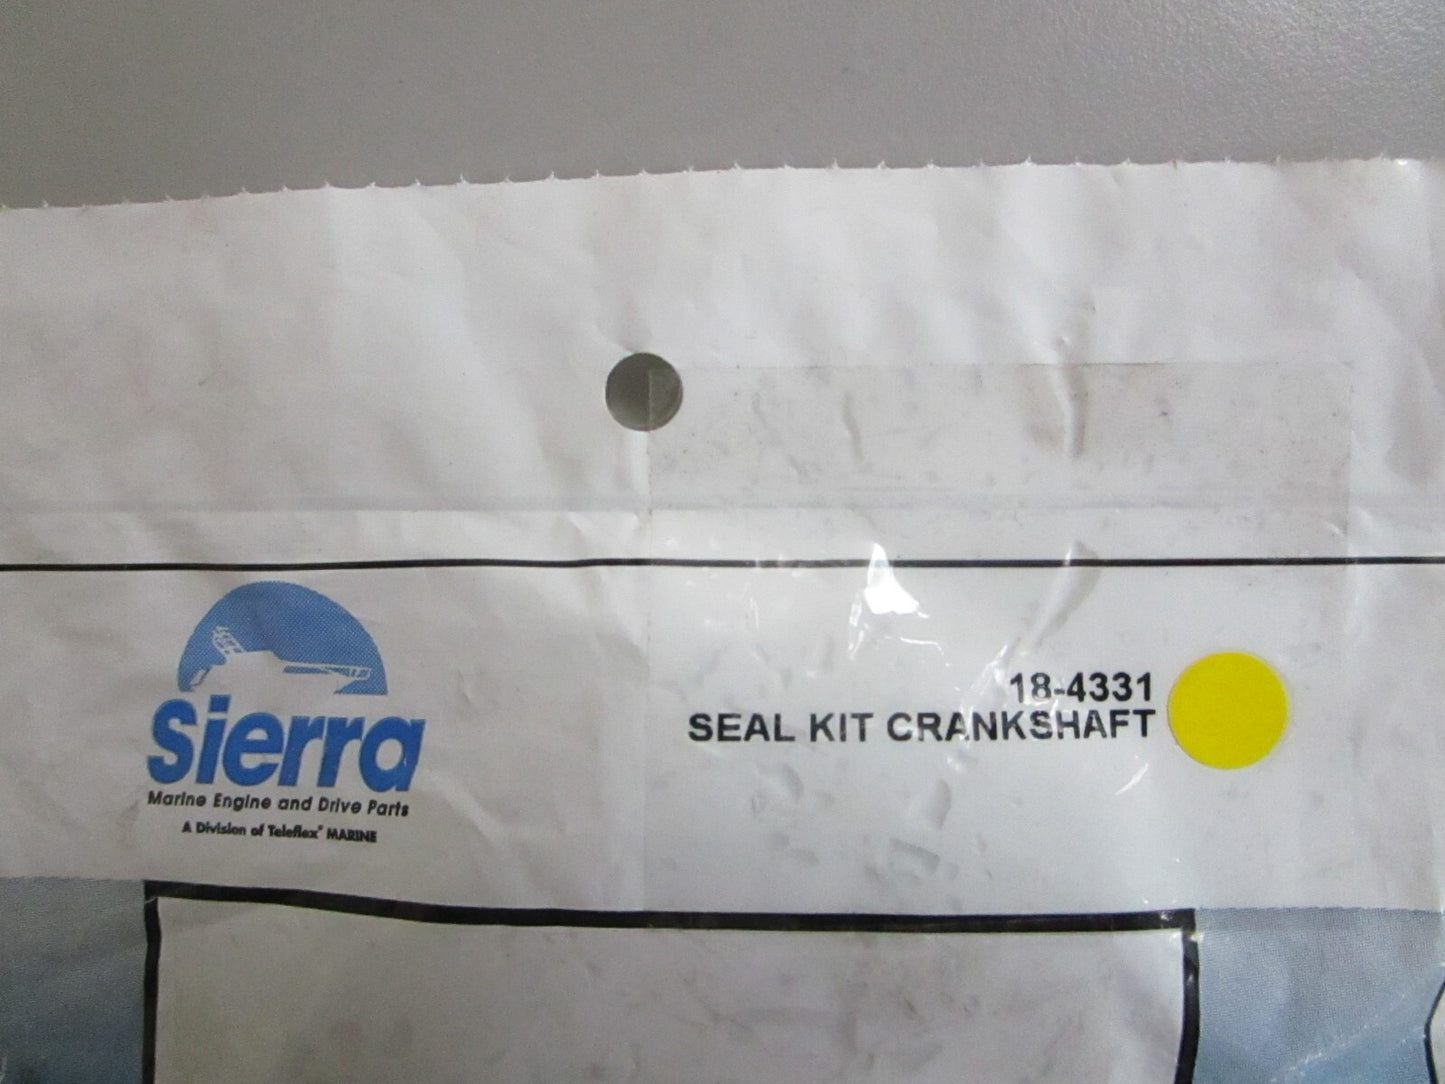 Sierra
Marine Engine and Drive Parts
A Division of Teleflex® MARINE
18-4331
SEAL KIT CRANKSHAFT